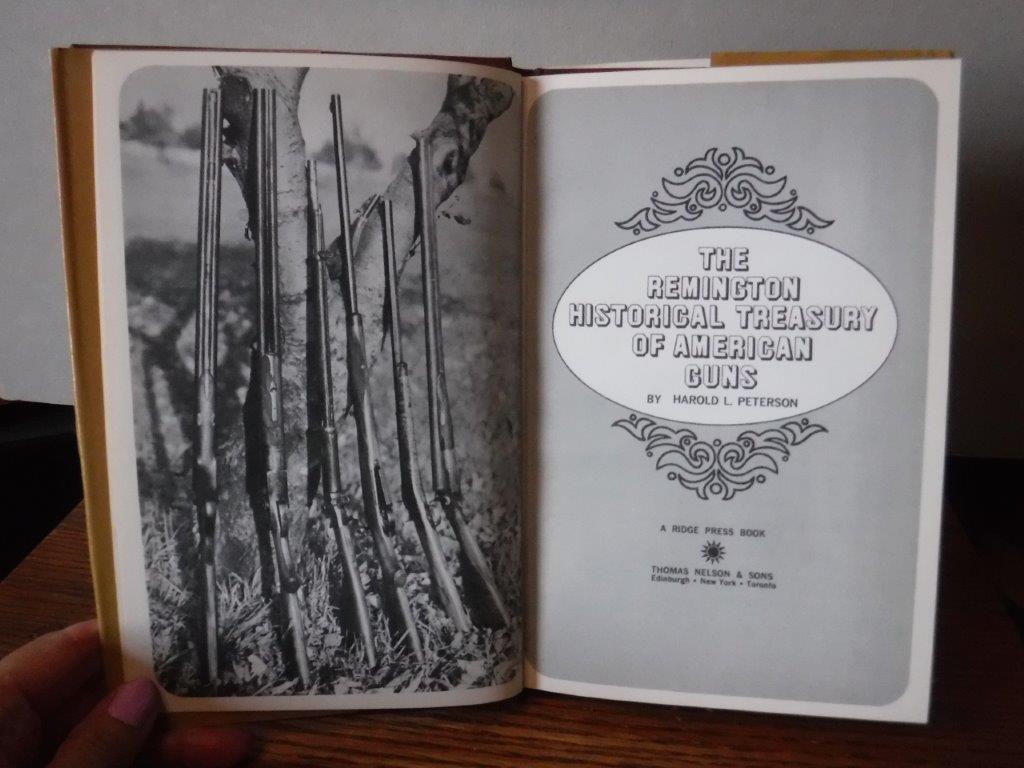 THE
REMINGTON
HISTORICAL TREASURY
OF AMERICAN
GUNS
BY HAROLD L. PETERSON
A RIDGE PRESS BOOK
THOMAS NELSON & SONS
Edinburgh • New York • Toronto